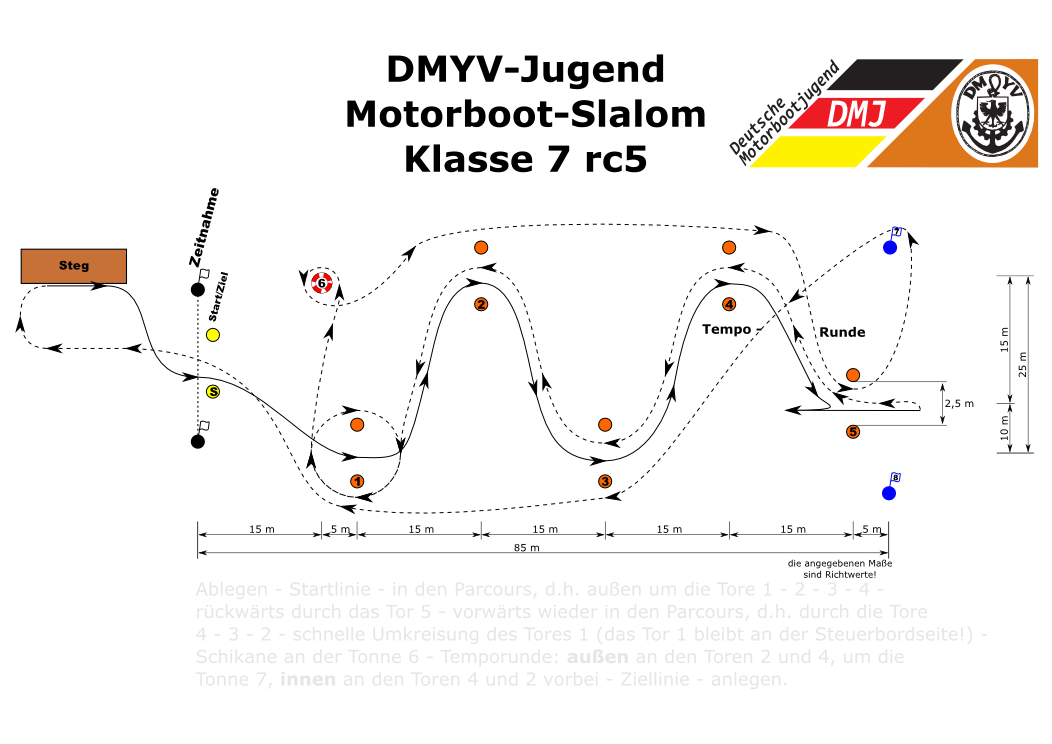 DMYV-Jugend
Motorboot-Slalom
Klasse 7 rc5
Deutsche
Motorbootjugend
DMJ
DM YV
Zeitnahme
Steg
Start/Ziel
6
7
2
4
Tempo -
Runde
15 m
25 m
S
2,5 m
10 m
5
1
3
8
15 m
5 m
15 m
15 m
15 m
15 m
5 m
85 m
die angegebenen Maße
sind Richtwerte!
Ablegen - Startlinie - in den Parcours, d.h. außen um die Tore 1 - 2 - 3 - 4 -
rückwärts durch das Tor 5 - vorwärts wieder in den Parcours, d.h. durch die Tore
4 - 3 - 2 - schnelle Umkreisung des Tores 1 (das Tor 1 bleibt an der Steuerbordseite!) -
Schikane an der Tonne 6 - Temporunde: außen an den Toren 2 und 4, um die
Tonne 7, innen an den Toren 4 und 2 vorbei - Ziellinie - anlegen.